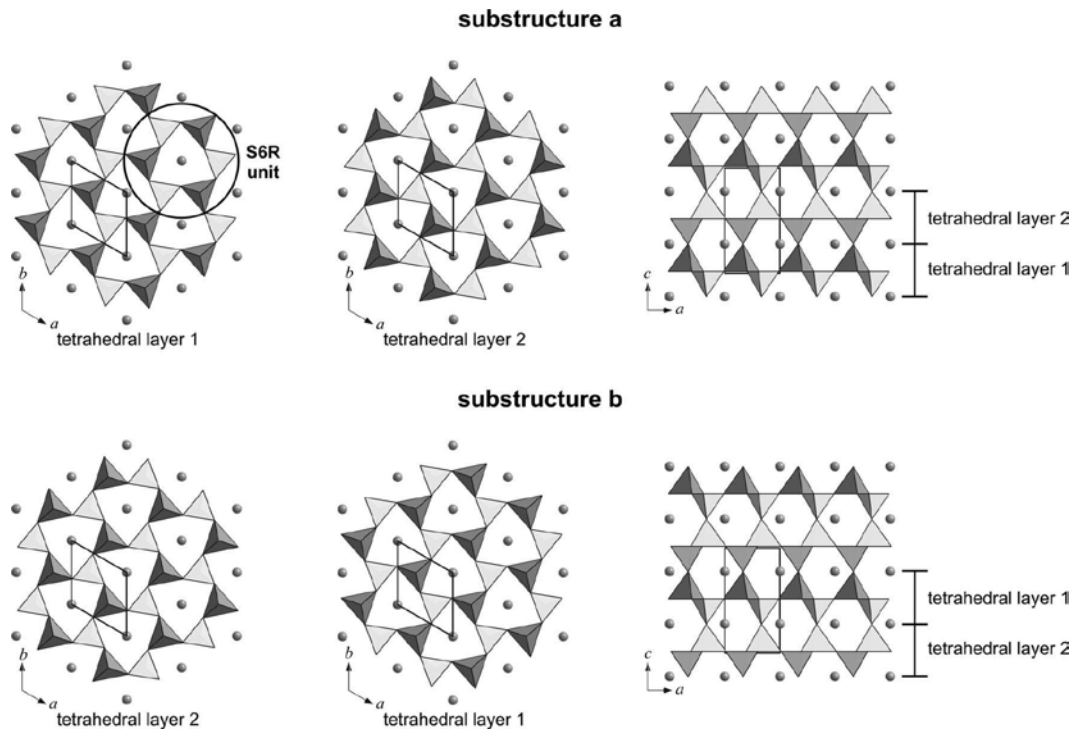 substructure a
S6R
unit
b
a
tetrahedral layer 1
b
a
tetrahedral layer 2
c
a
tetrahedral layer 2
tetrahedral layer 1
substructure b
b
a
tetrahedral layer 2
b
a
tetrahedral layer 1
c
a
tetrahedral layer 1
tetrahedral layer 2